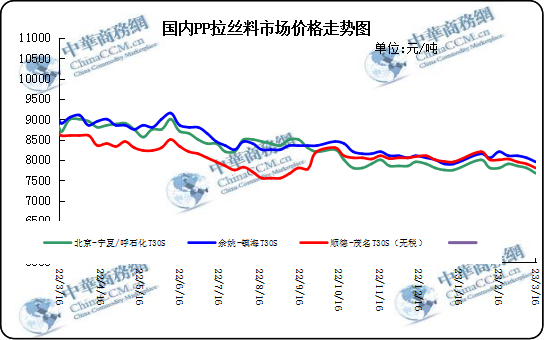 国内PP拉丝料市场价格走势图
单位:元/吨
11000
10000
9500
9000
8500
8000
7500
7000
6500
北京-宁夏/呼石化T30S
余姚-镇海T30S
顺德-茂名T30S（无税）
22/3/16
22/4/16
22/5/16
22/6/16
22/7/16
22/8/16
22/9/16
22/10/16
22/11/16
22/12/16
23/1/16
23/2/16
23/3/16
中華商務網
ChinaCCM.cn
China Commodity Marketplace